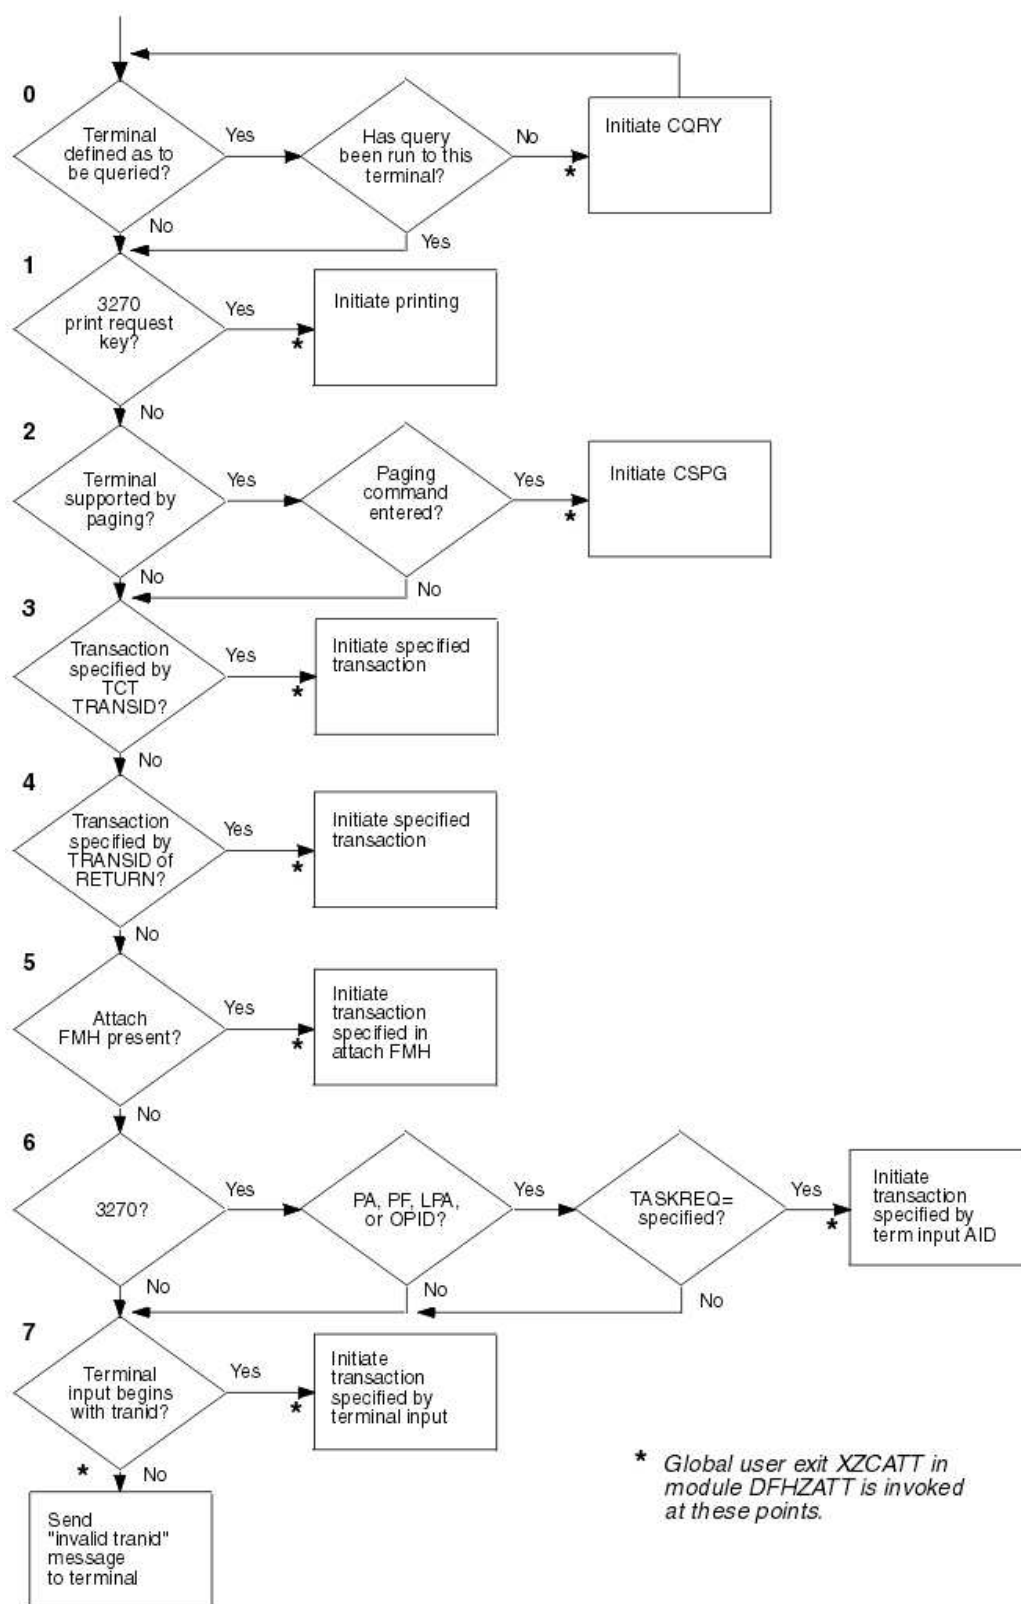 0
Terminal
defined as to
be queried?
Yes
Has query
been run to this
terminal?
No
*
Initiate CQRY
No
Yes
1
3270
print request
key?
Yes
*
Initiate printing
No
2
Terminal
supported by
paging?
Yes
Paging
command
entered?
Yes
*
Initiate CSPG
No
No
3
Transaction
specified by
TCT
TRANSID?
Yes
*
Initiate specified
transaction
No
4
Transaction
specified by
TRANSID of
RETURN?
Yes
*
Initiate specified
transaction
No
5
Attach
FMH present?
Yes
*
Initiate
transaction
specified in
attach FMH
No
6
3270?
Yes
PA, PF, LPA,
or OPID?
Yes
TASKREQ=
specified?
Yes
*
Initiate
transaction
specified by
term input AID
No
No
No
7
Terminal
input begins
with tranid?
Yes
*
Initiate
transaction
specified by
terminal input
*
No
Send
"invalid tranid"
message
to terminal
* Global user exit XZCATT in
module DFHZATT is invoked
at these points.